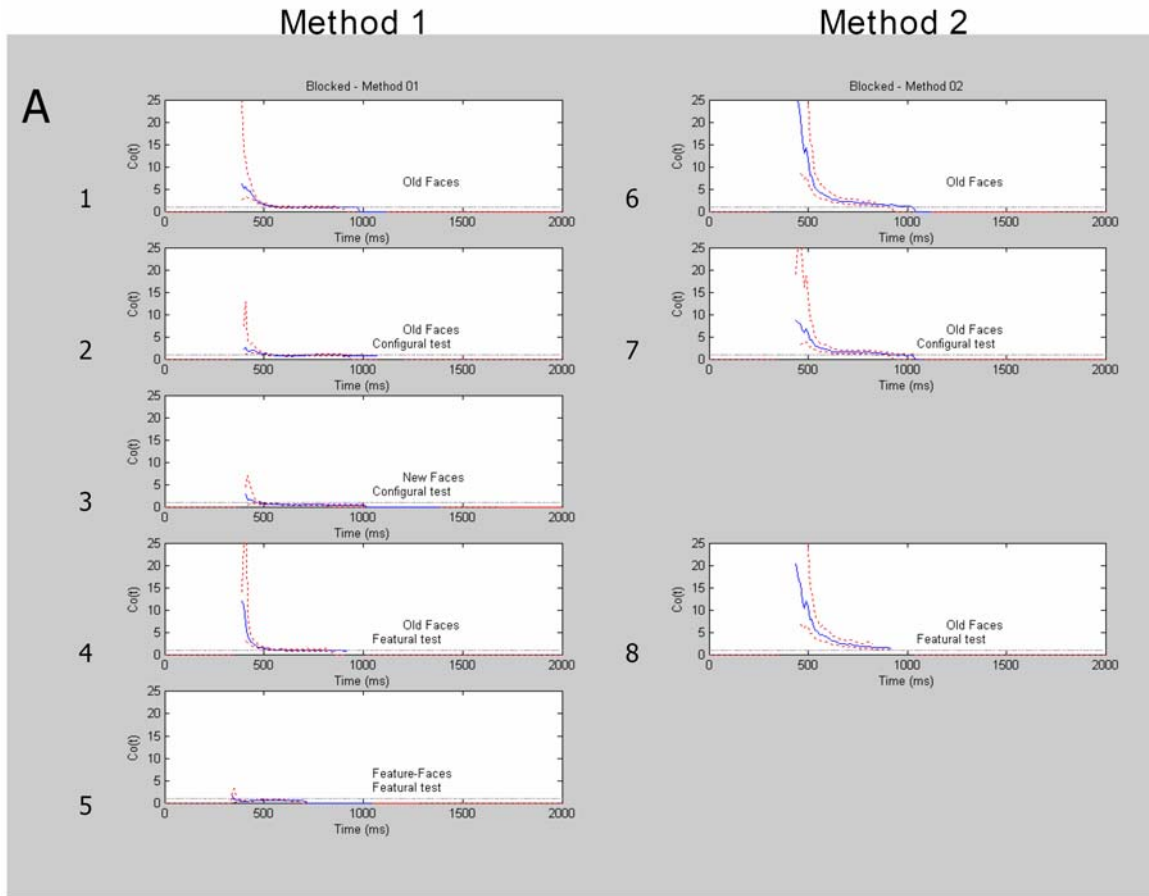 Method 1
Method 2
A
Blocked - Method 01
25
20
15
10
5
0
Co(t)
1
Old Faces
0
500
1000
1500
2000
Time (ms)
25
20
15
10
5
0
Co(t)
2
Old Faces
Configural test
0
500
1000
1500
2000
Time (ms)
25
20
15
10
5
0
Co(t)
3
New Faces
Configural test
0
500
1000
1500
2000
Time (ms)
25
20
15
10
5
0
Co(t)
4
Old Faces
Featural test
0
500
1000
1500
2000
Time (ms)
25
20
15
10
5
0
Co(t)
5
Feature-Faces
Featural test
0
500
1000
1500
2000
Time (ms)
Blocked - Method 02
25
20
15
10
5
0
Co(t)
6
Old Faces
0
500
1000
1500
2000
Time (ms)
25
20
15
10
5
0
Co(t)
7
Old Faces
Configural test
0
500
1000
1500
2000
Time (ms)
25
20
15
10
5
0
Co(t)
8
Old Faces
Featural test
0
500
1000
1500
2000
Time (ms)